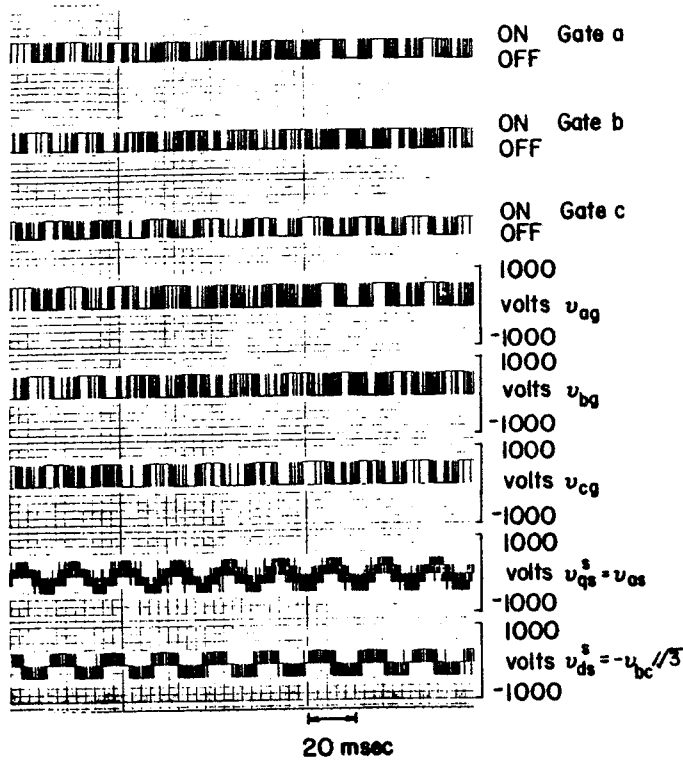 ON Gate a
OFF
ON Gate b
OFF
ON Gate c
OFF
1000
volts υag
-1000
1000
volts υbg
-1000
1000
volts υcg
-1000
1000
volts υˢqs = υas
-1000
1000
volts υˢds = -υbc/√3
-1000
20 msec